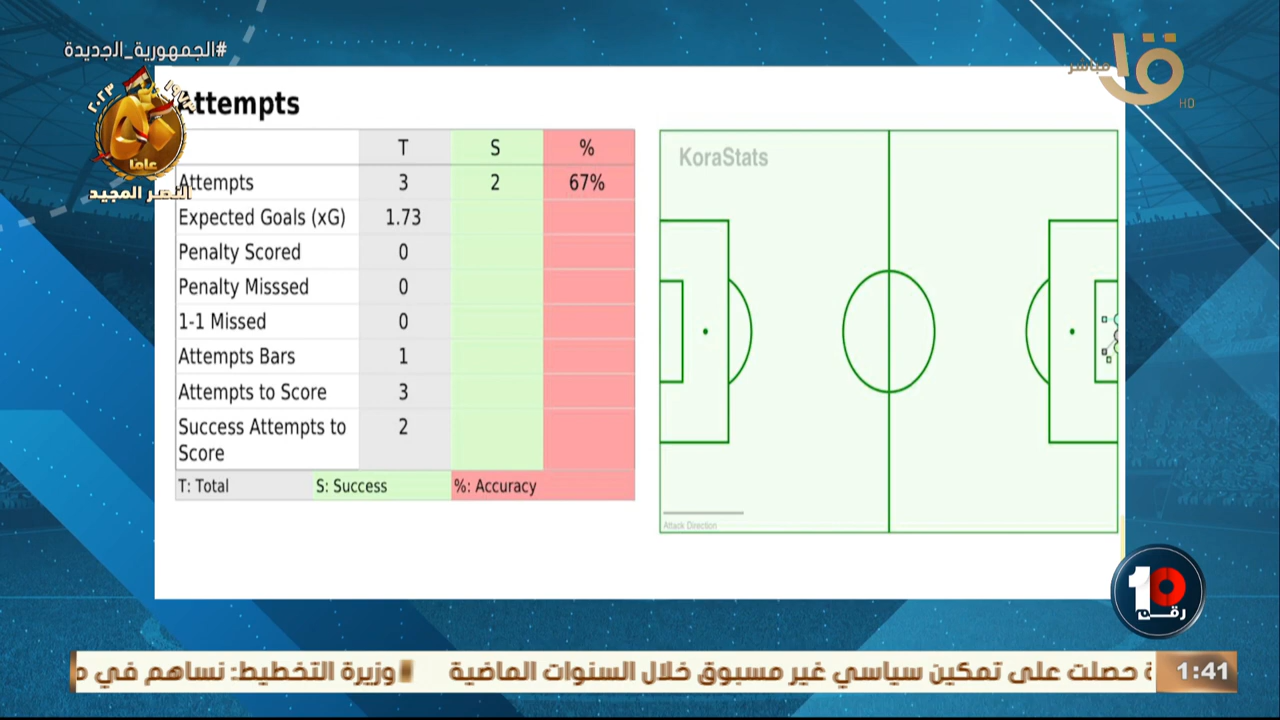 #الجمهورية_الجديدة
مباشر
HD
١٩٧٣
٢٠٢٣
عاما
النصر المجيد
Attempts
T S %
Attempts 3 2 67%
Expected Goals (xG) 1.73
Penalty Scored 0
Penalty Misssed 0
1-1 Missed 0
Attempts Bars 1
Attempts to Score 3
Success Attempts to 2
Score
T: Total S: Success %: Accuracy
KoraStats
Attack Direction
10
رقم
حصلت على تمكين سياسي غير مسبوق خلال السنوات الماضية وزيرة التخطيط: نساهم في
1:41